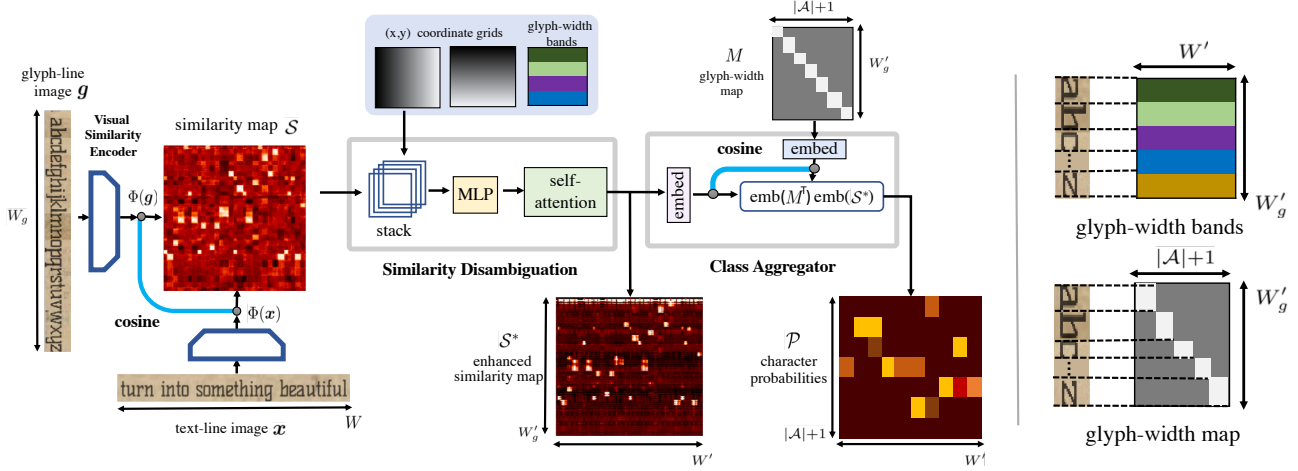 glyph-line
image g
W_g
abcdefghijklmnopqrstuvwxyz
Visual
Similarity
Encoder
Φ(g)
similarity map S
cosine
Φ(x)
turn into something beautiful
text-line image x
W
(x,y) coordinate grids
glyph-width
bands
stack
MLP
self-
attention
Similarity Disambiguation
S*
enhanced
similarity map
W'_g
W'
|A|+1
M
glyph-width
map
W'_g
embed
cosine
embed
emb(M^T) emb(S*)
Class Aggregator
P
character
probabilities
|A|+1
W'
W'
abc...z
W'_g
glyph-width bands
|A|+1
abc...z
W'_g
glyph-width map